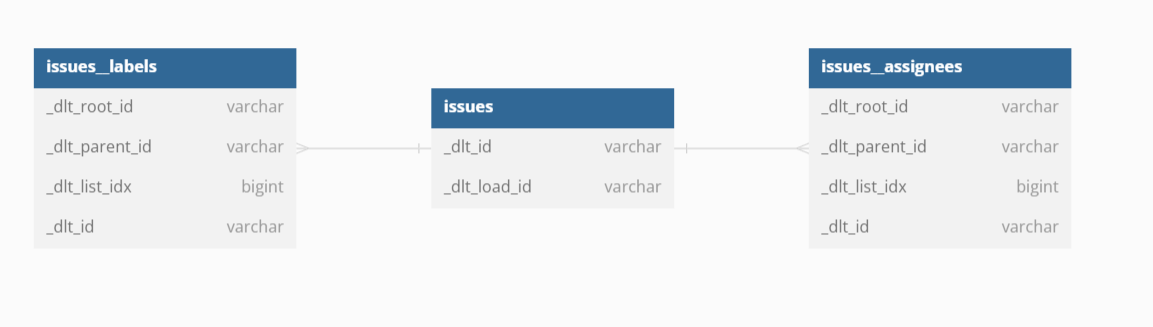 issues__labels
_dlt_root_id varchar
_dlt_parent_id varchar
_dlt_list_idx bigint
_dlt_id varchar
issues
_dlt_id varchar
_dlt_load_id varchar
issues__assignees
_dlt_root_id varchar
_dlt_parent_id varchar
_dlt_list_idx bigint
_dlt_id varchar